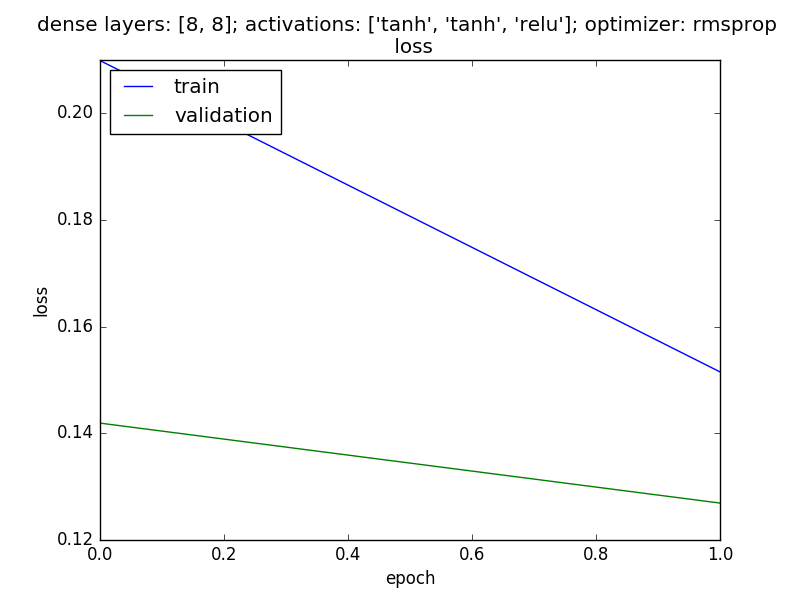 dense layers: [8, 8]; activations: ['tanh', 'tanh', 'relu']; optimizer: rmsprop
loss
train
validation
0.20
0.18
0.16
0.14
0.12
loss
0.0 0.2 0.4 0.6 0.8 1.0
epoch